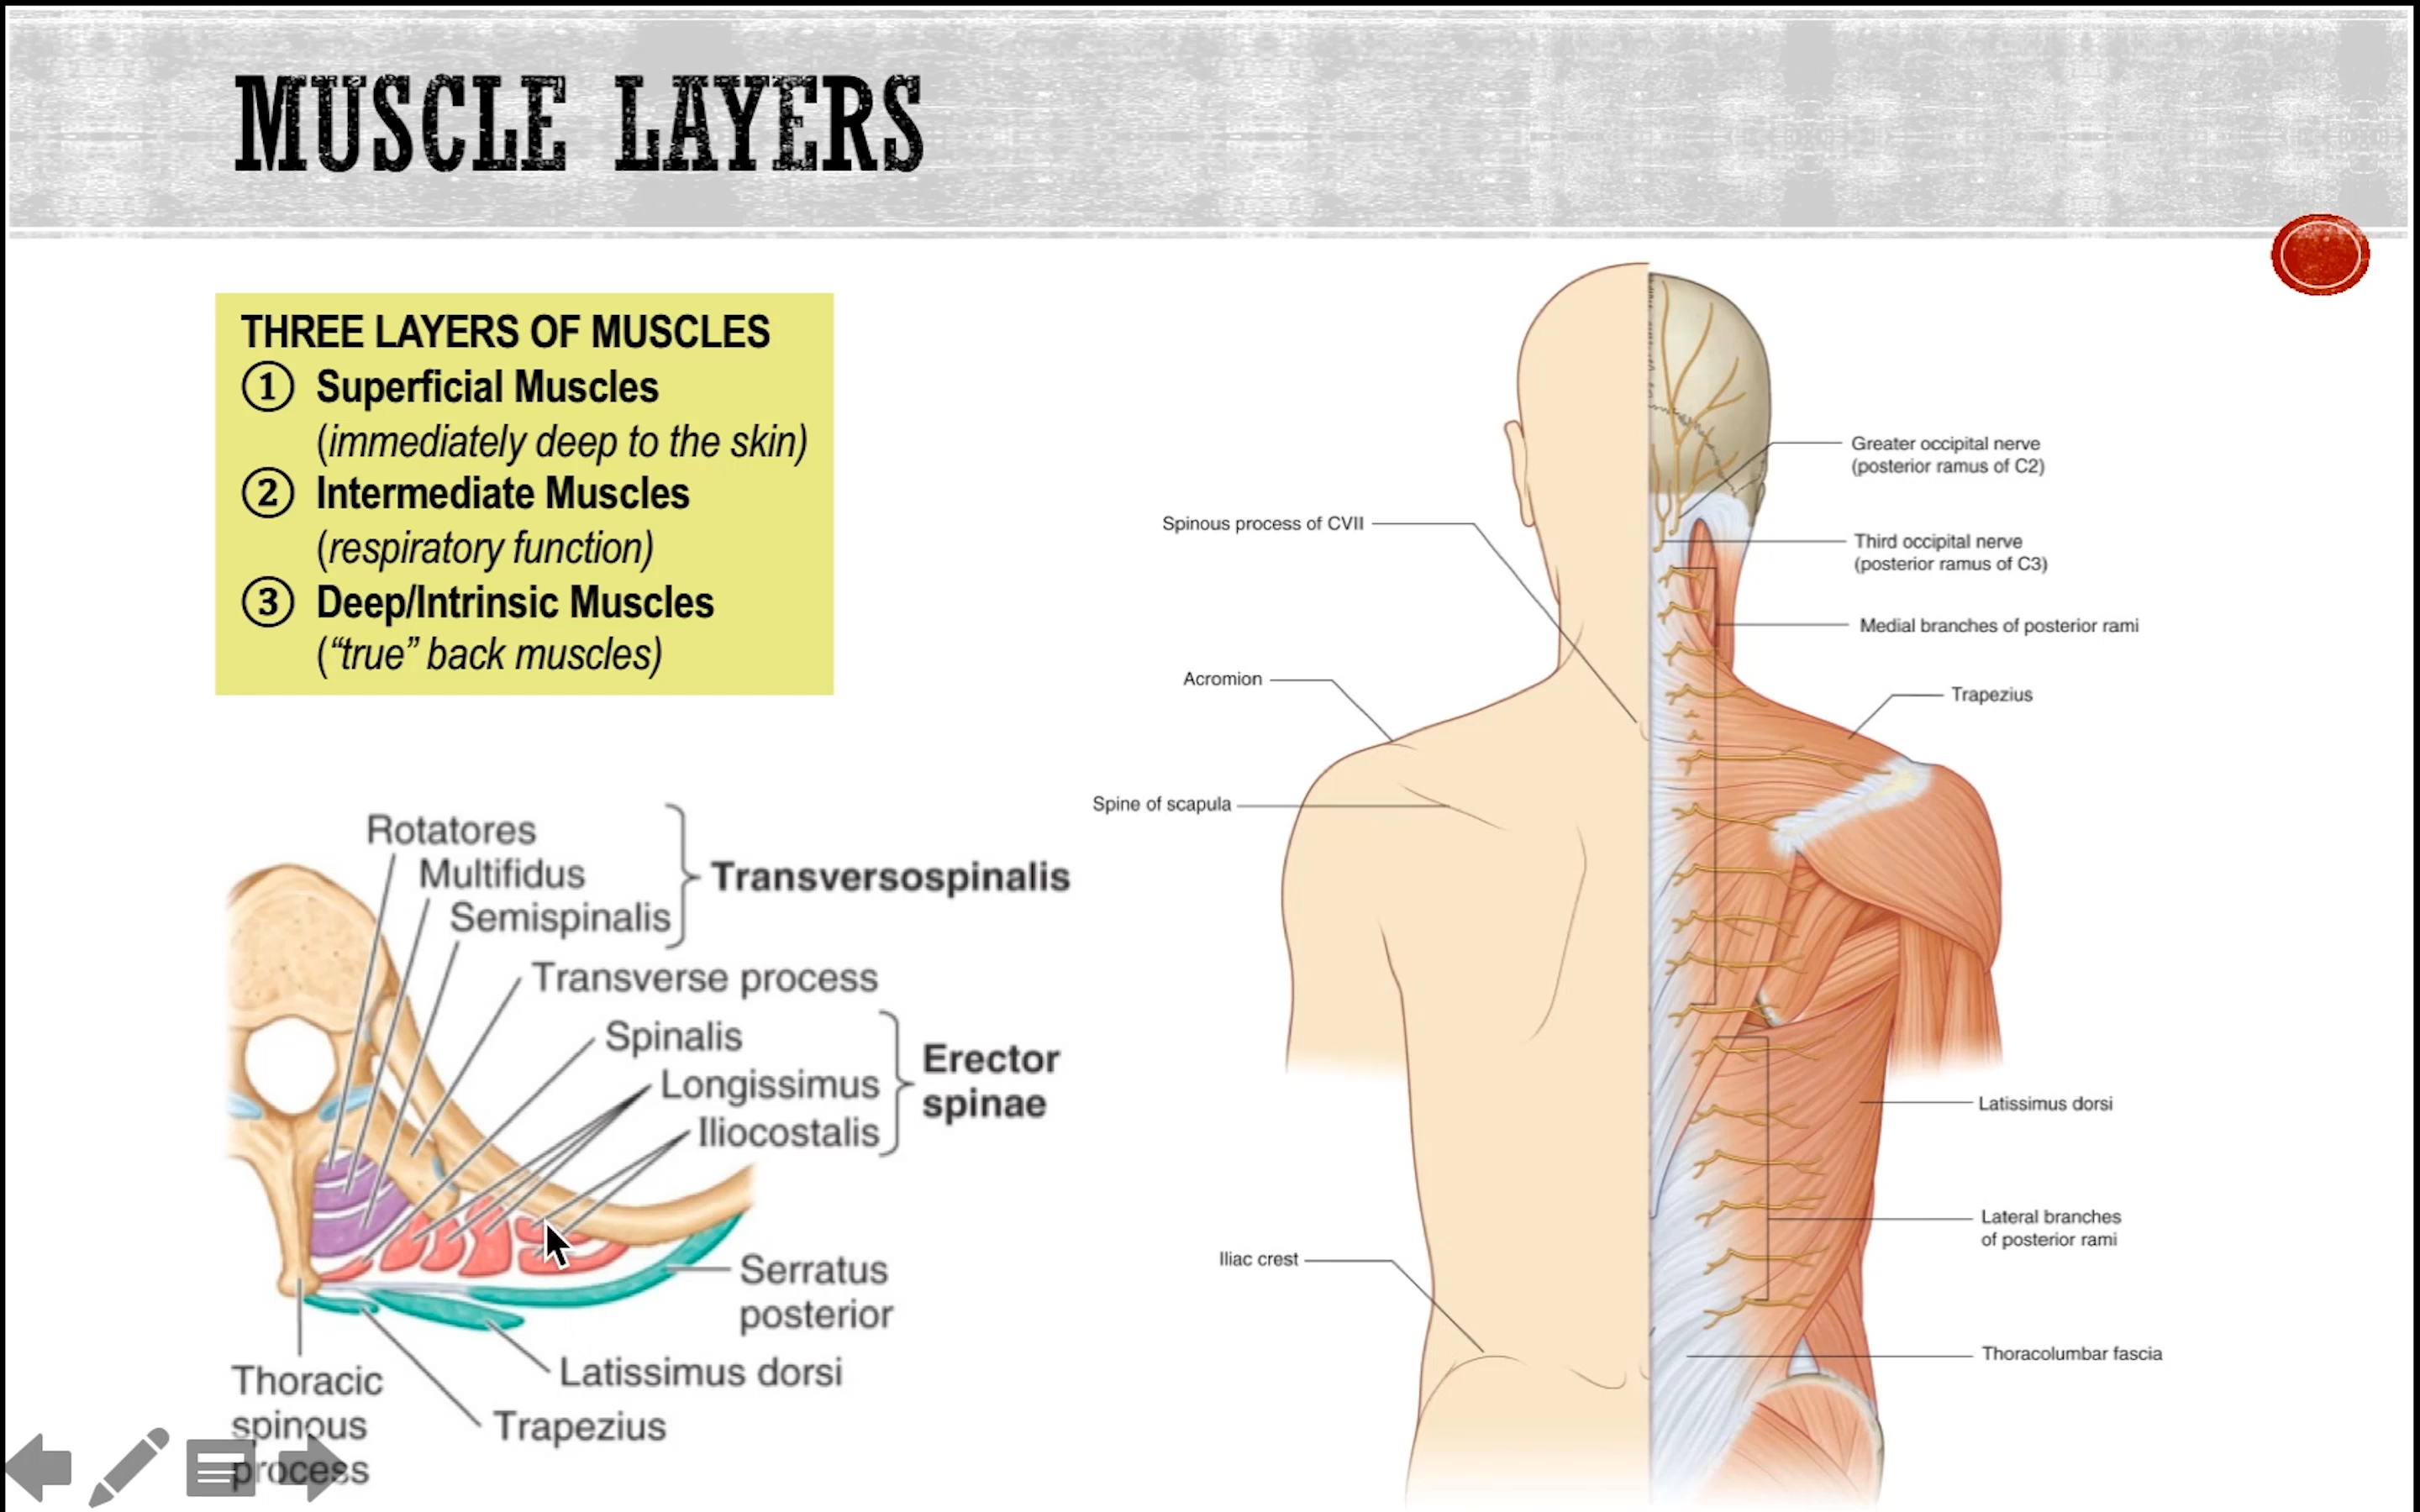 MUSCLE LAYERS
THREE LAYERS OF MUSCLES
① Superficial Muscles
(immediately deep to the skin)
② Intermediate Muscles
(respiratory function)
③ Deep/Intrinsic Muscles
(“true” back muscles)
Rotatores
Multifidus
Semispinalis
Transversospinalis
Transverse process
Spinalis
Longissimus
Iliocostalis
Erector
spinae
Serratus
posterior
Latissimus dorsi
Trapezius
Thoracic
spinous
process
Spinous process of CVII
Acromion
Spine of scapula
Iliac crest
Greater occipital nerve
(posterior ramus of C2)
Third occipital nerve
(posterior ramus of C3)
Medial branches of posterior rami
Trapezius
Latissimus dorsi
Lateral branches
of posterior rami
Thoracolumbar fascia